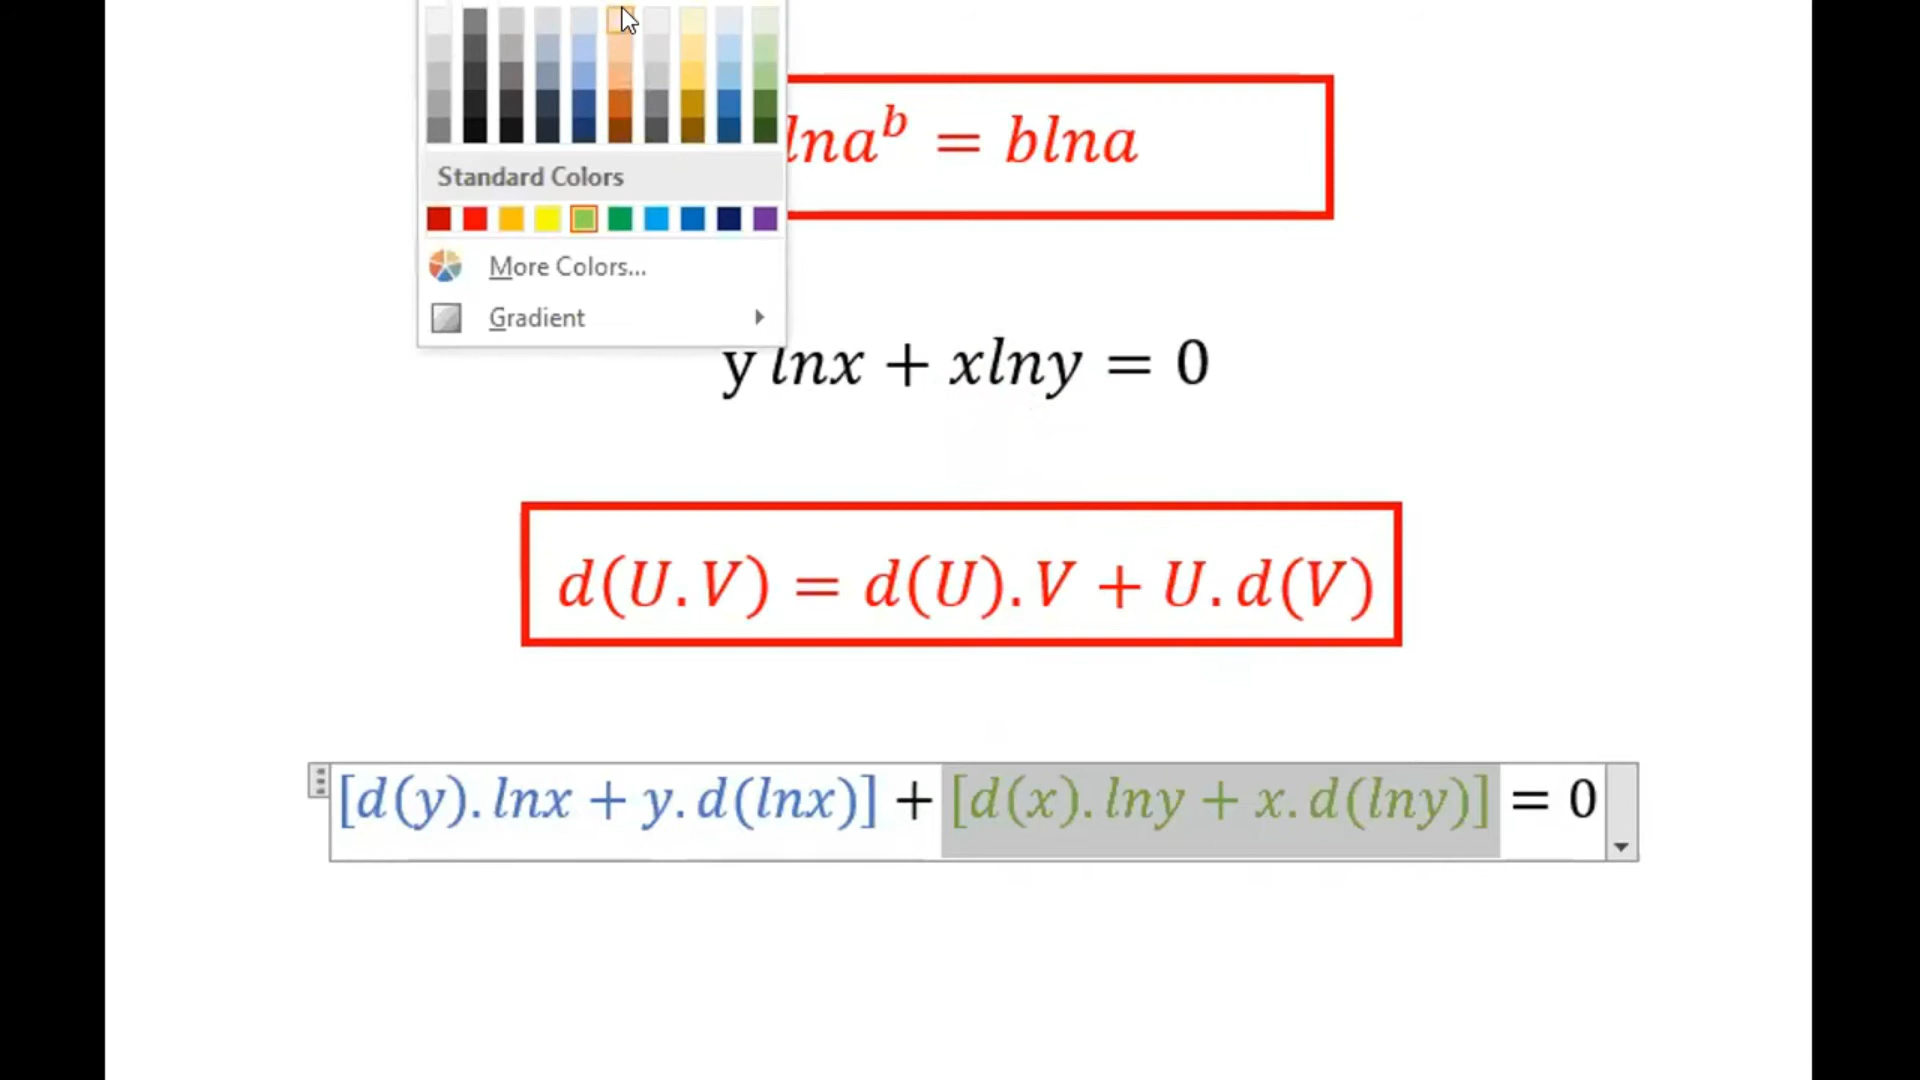 lna^b = blna
Standard Colors
More Colors...
Gradient
y lnx + xlny = 0
d(U.V) = d(U).V + U.d(V)
[d(y).lnx + y.d(lnx)] + [d(x).lny + x.d(lny)] = 0